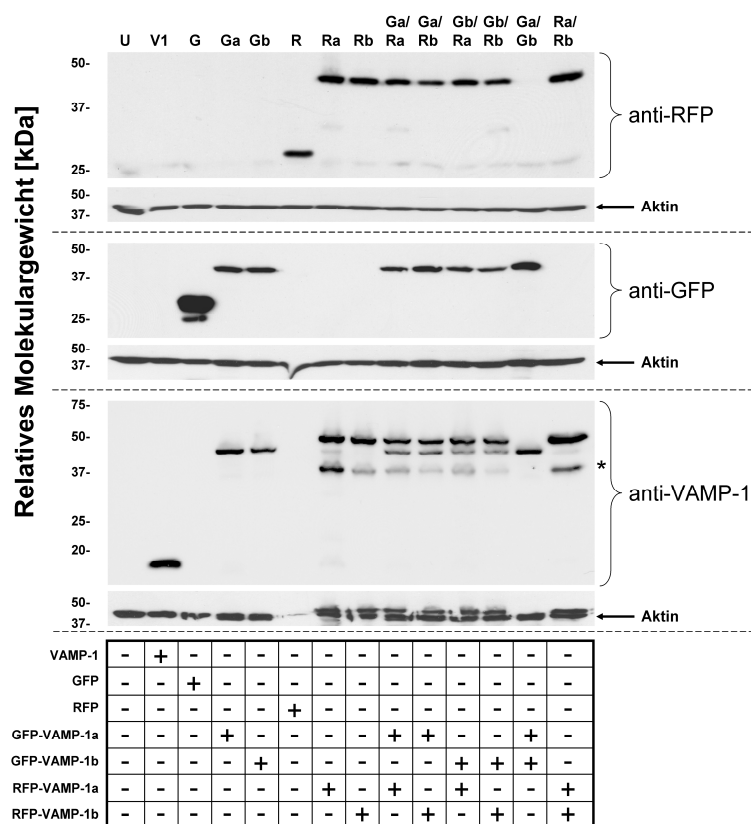 Ga/ Ga/ Gb/ Gb/ Ga/ Ra/
U V1 G Ga Gb R Ra Rb Ra Rb Ra Rb Gb Rb
Relatives Molekulargewicht [kDa]
50-
37-
25-
anti-RFP
50-
37-
Aktin
50-
37-
25-
anti-GFP
50-
37-
Aktin
75-
50-
37-
*
25-
20-
anti-VAMP-1
50-
37-
Aktin
VAMP-1 - + - - - - - - - - - - - -
GFP - - + - - - - - - - - - - -
RFP - - - - - + - - - - - - - -
GFP-VAMP-1a - - - + - - - - + + - - + -
GFP-VAMP-1b - - - - + - - - - - + + + -
RFP-VAMP-1a - - - - - - + - + - + - - +
RFP-VAMP-1b - - - - - - - + - + - + - +